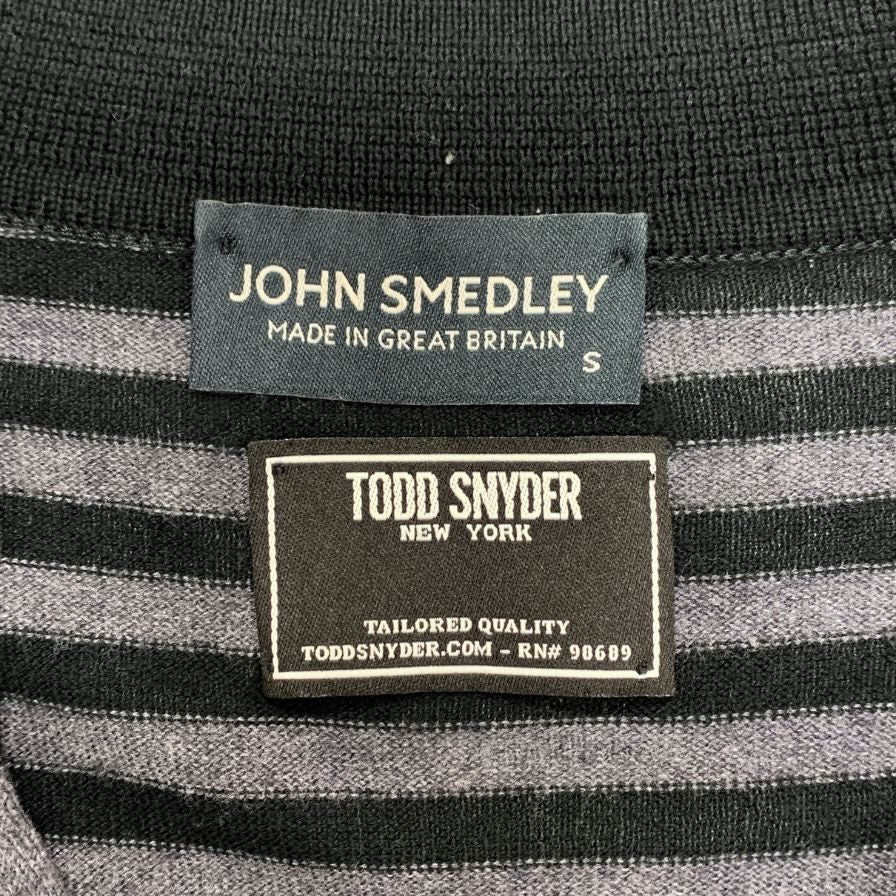 JOHN SMEDLEY
MADE IN GREAT BRITAIN
S
TODD SNYDER
NEW YORK
TAILORED QUALITY
TODDSNYDER.COM - RN# 98689